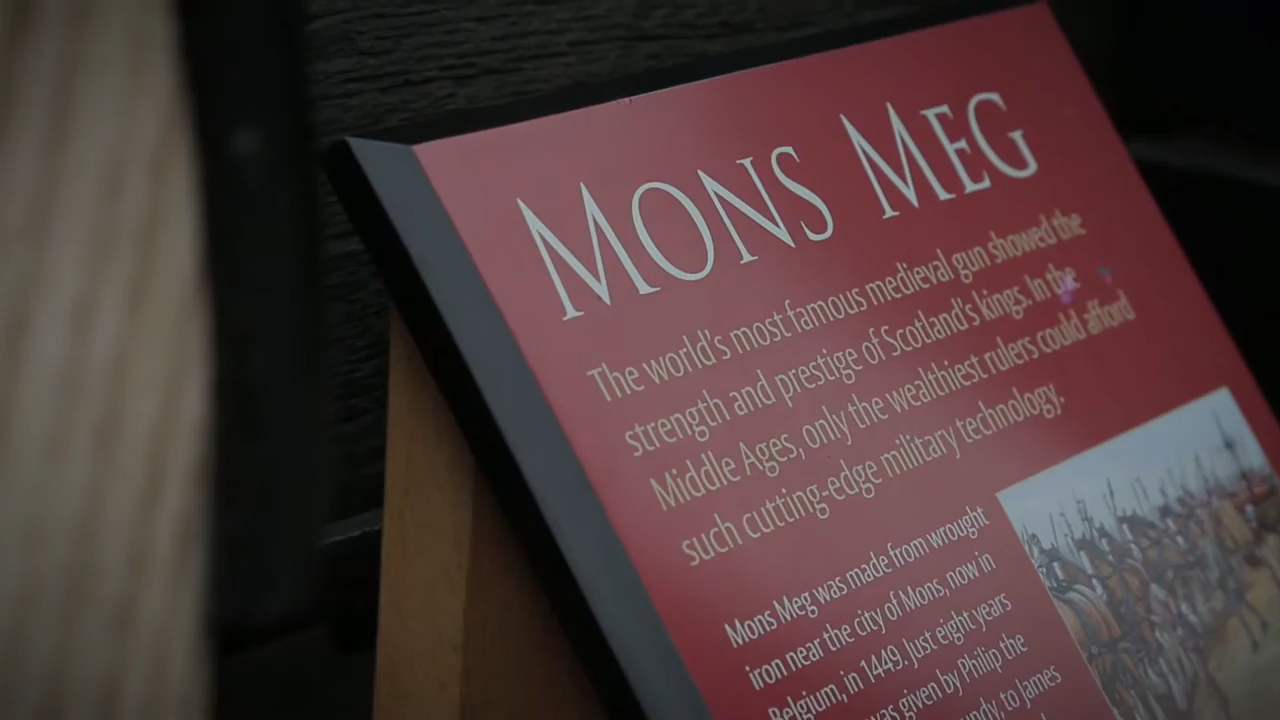 MONS MEG
The world's most famous medieval gun showed the
strength and prestige of Scotland's kings. In the
Middle Ages, only the wealthiest rulers could afford
such cutting-edge military technology.
Mons Meg was made from wrought
iron near the city of Mons, now in
Belgium, in 1449. Just eight years
was given by Philip the
to James